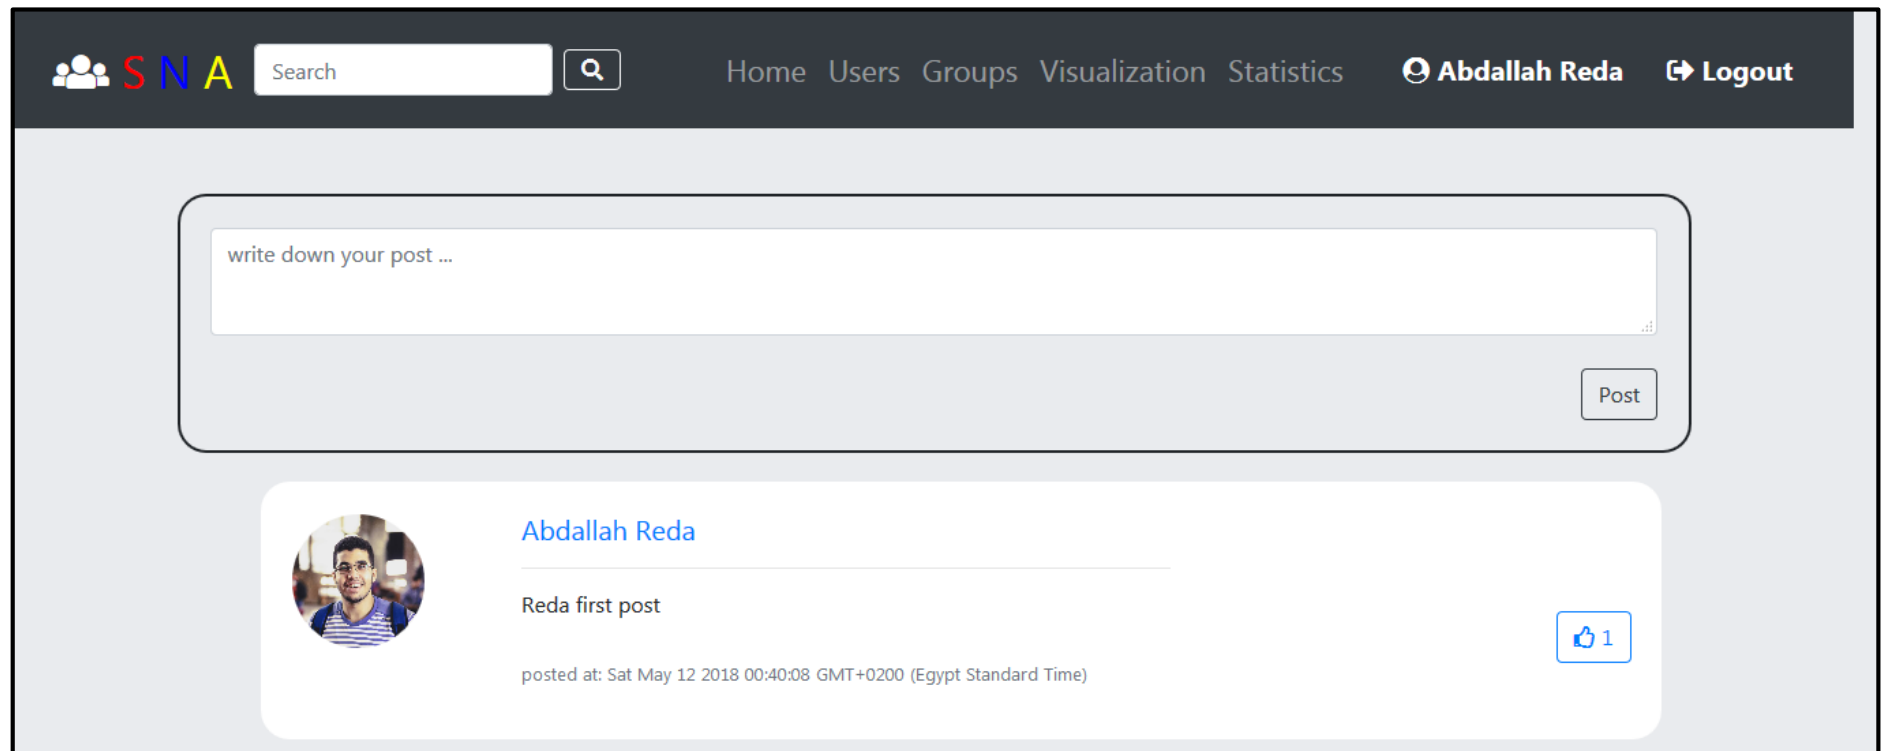 S N A Search Home Users Groups Visualization Statistics Abdallah Reda Logout
write down your post ...
Post
Abdallah Reda
Reda first post
1
posted at: Sat May 12 2018 00:40:08 GMT+0200 (Egypt Standard Time)